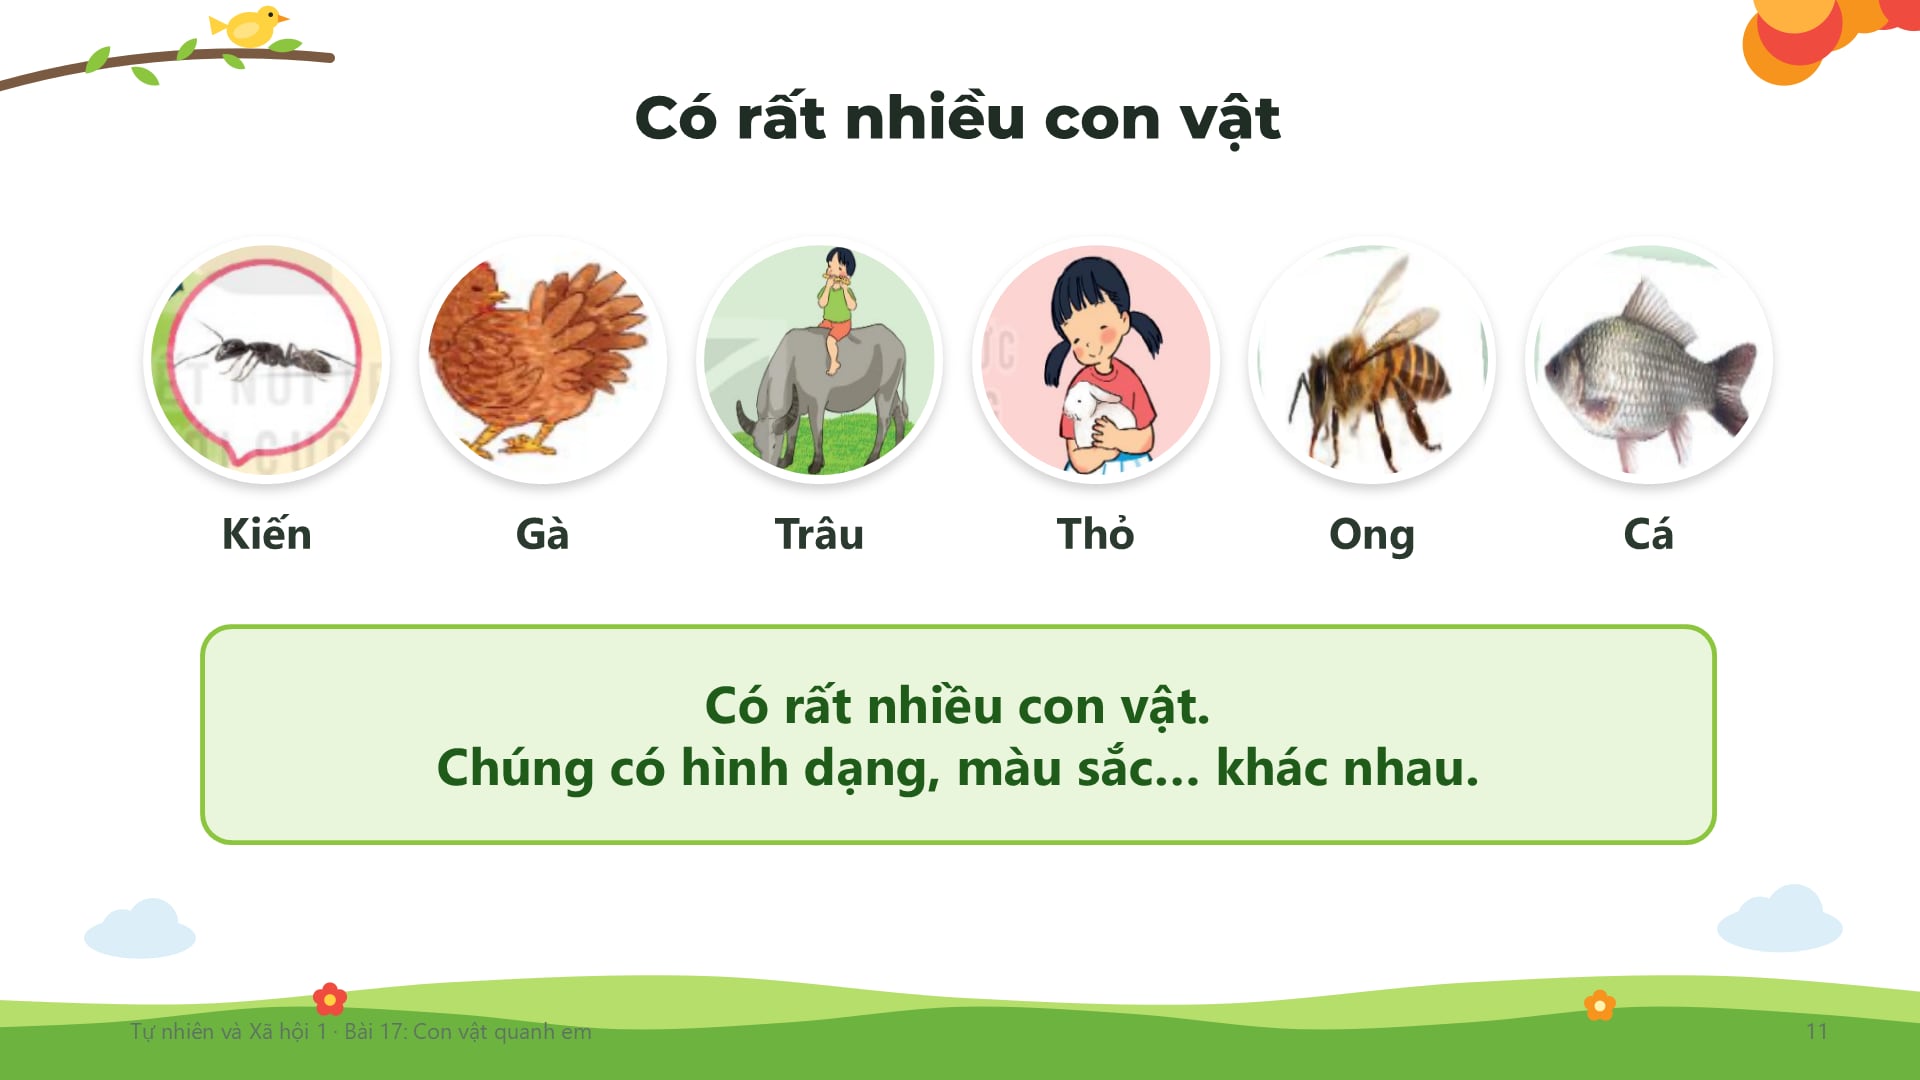 Có rất nhiều con vật
Kiến
Gà
Trâu
Thỏ
Ong
Cá
Có rất nhiều con vật.
Chúng có hình dạng, màu sắc... khác nhau.
Tự nhiên và Xã hội 1 · Bài 17: Con vật quanh em
11